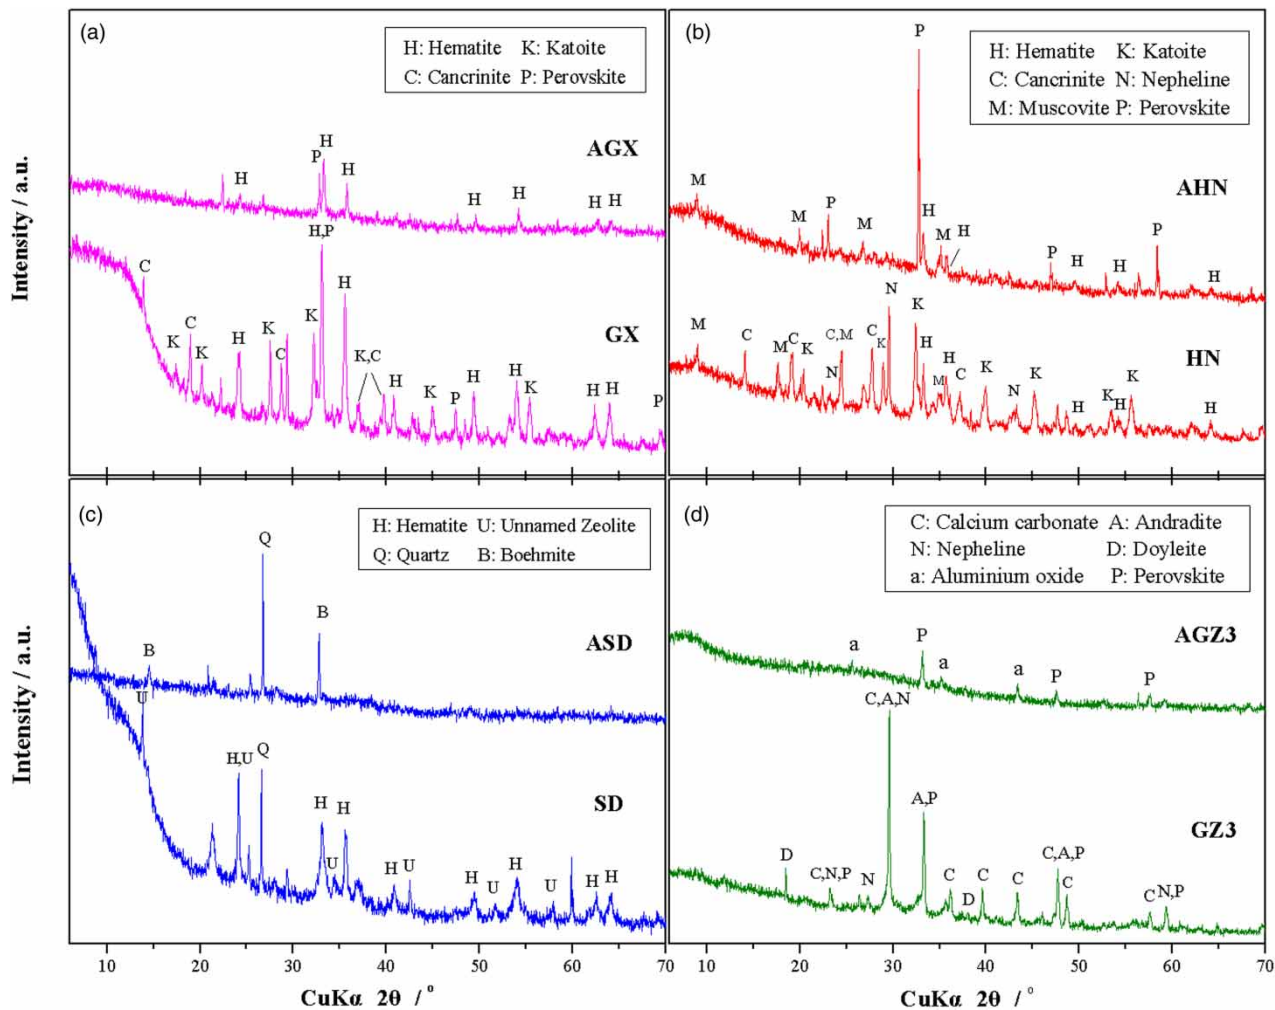 (a)
H: Hematite K: Katoite
C: Cancrinite P: Perovskite
AGX
H P H H H H H H
GX
C K C K H K C K H,P H K,C H K P H H K H H P
Intensity / a.u.
(b)
H: Hematite K: Katoite
C: Cancrinite N: Nepheline
M: Muscovite P: Perovskite
AHN
M M P M P H M H P H H P H
HN
M C M C K N C,M C K N K H M H C K N K H K H K H
(c)
H: Hematite U: Unnamed Zeolite
Q: Quartz B: Boehmite
ASD
B Q B
SD
U H,U Q H U H H U H U H U H H
Intensity / a.u.
10 20 30 40 50 60 70
CuKα 2θ / °
(d)
C: Calcium carbonate A: Andradite
N: Nepheline D: Doyleite
a: Aluminium oxide P: Perovskite
AGZ3
a P a a P P
GZ3
D C,N,P N C,A,N A,P C D C C C,A,P C C N,P
10 20 30 40 50 60 70
CuKα 2θ / °